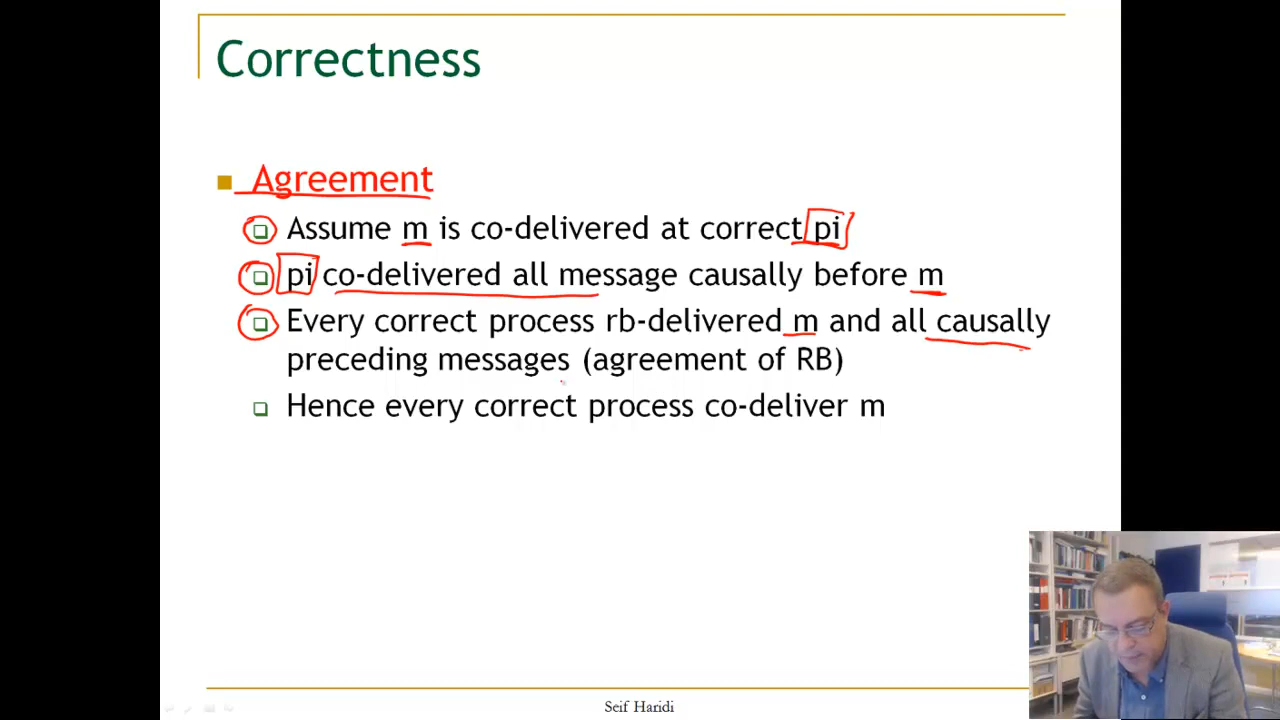 Correctness
Agreement
Assume m is co-delivered at correct pi
pi co-delivered all message causally before m
Every correct process rb-delivered m and all causally
preceding messages (agreement of RB)
Hence every correct process co-deliver m
Seif Haridi